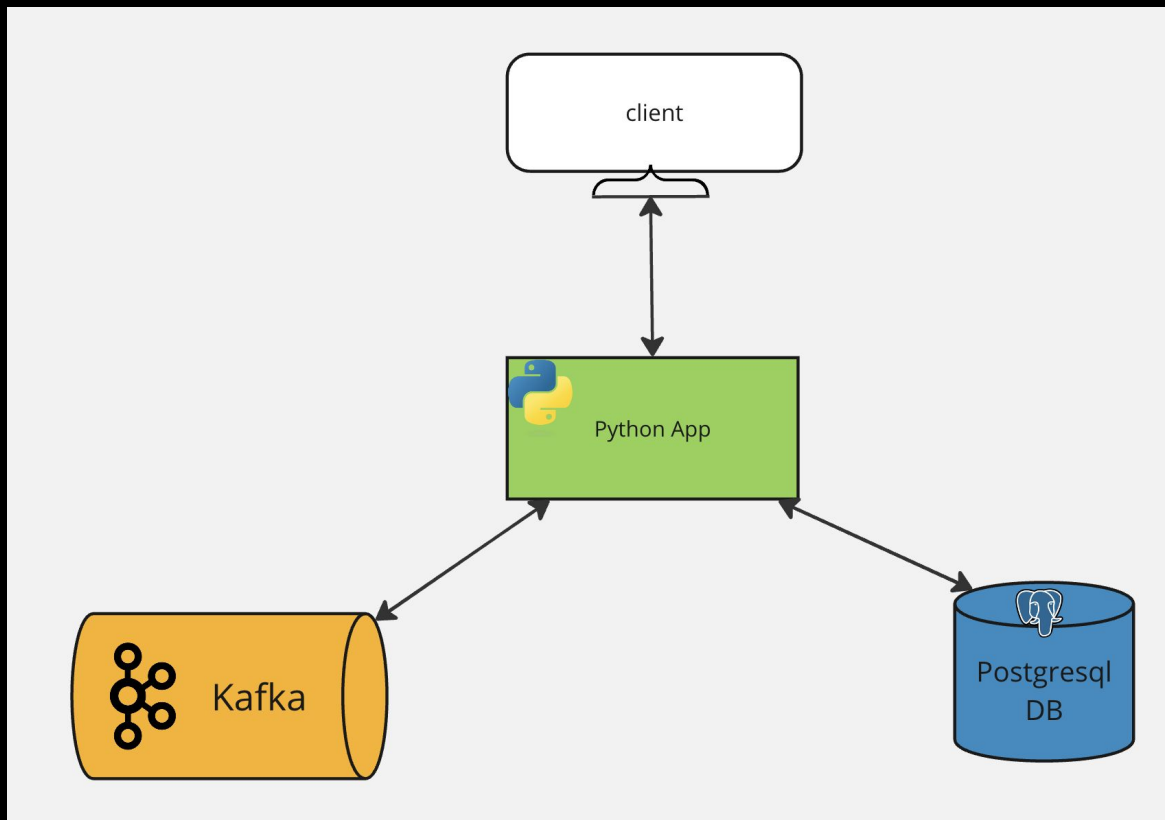 client
Python App
Kafka
Postgresql
DB